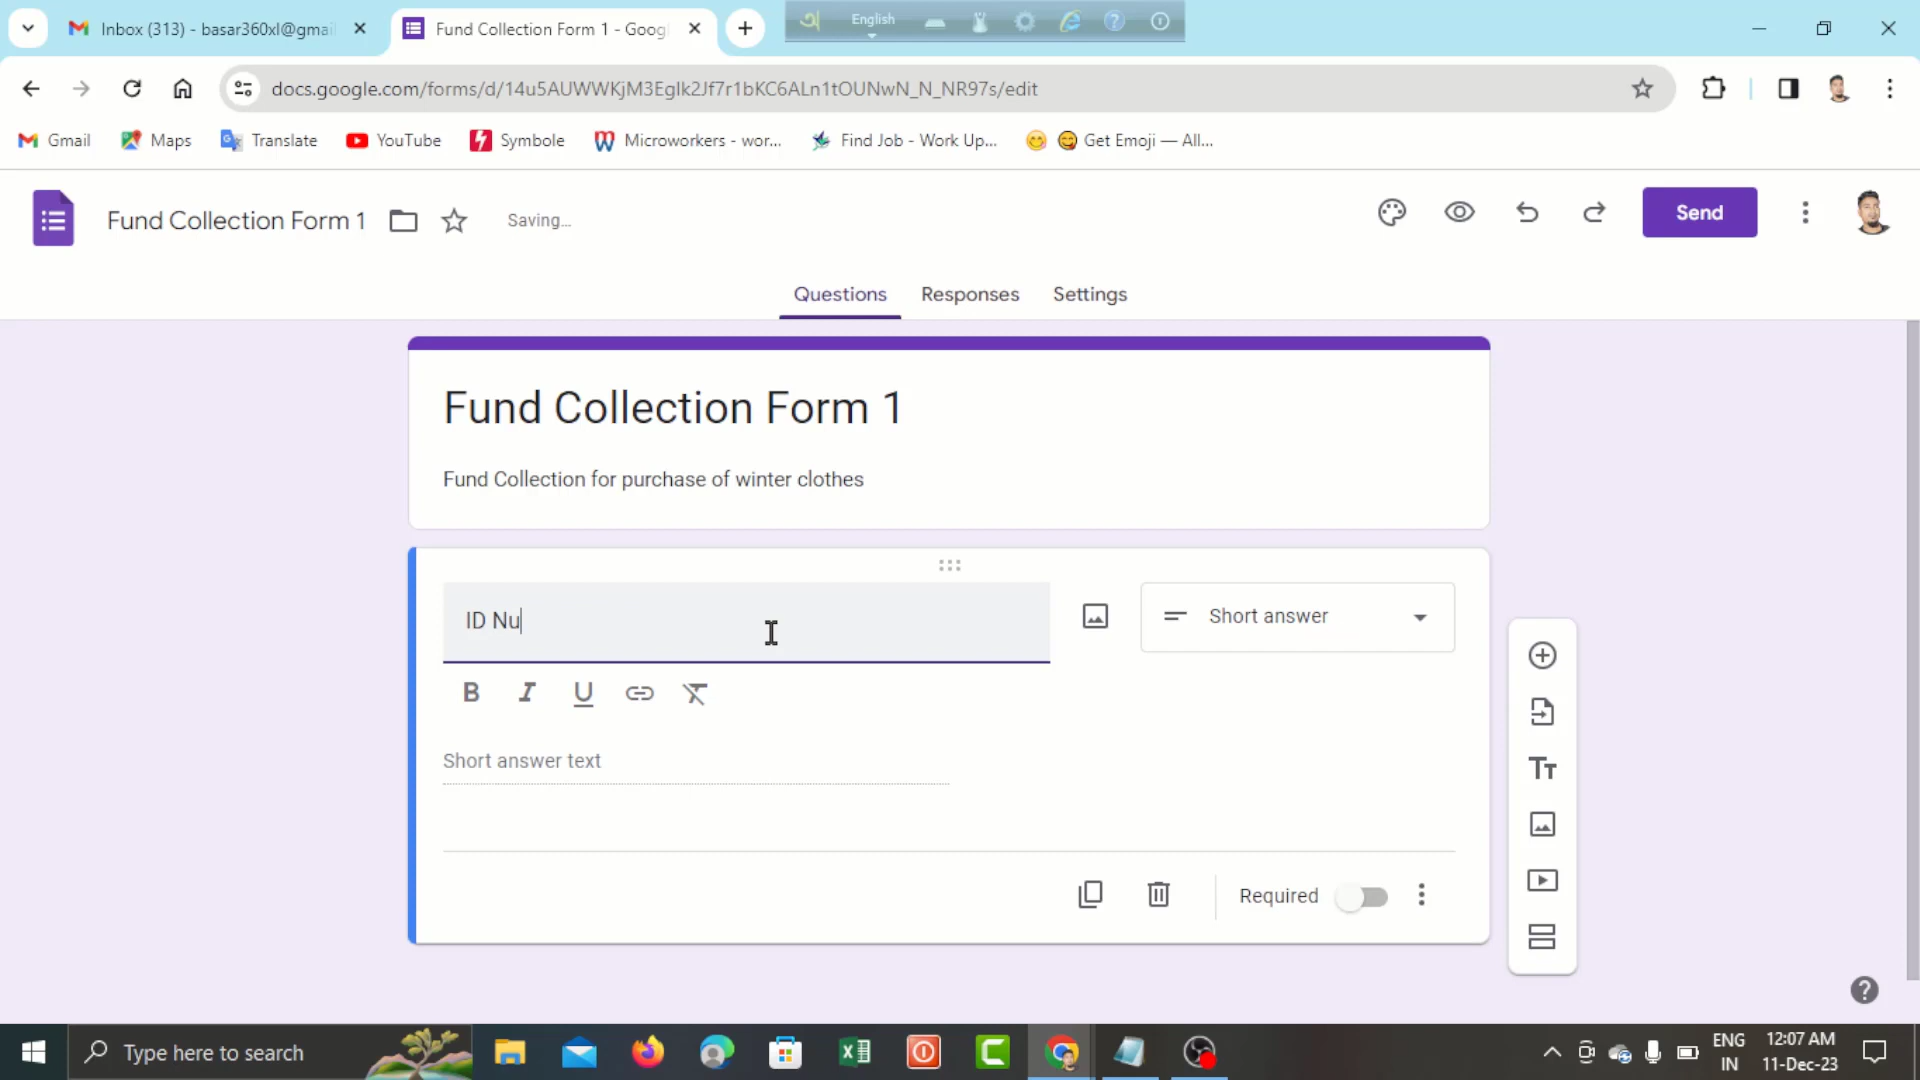 Inbox (313) - basar360xl@gmai
Fund Collection Form 1 - Goog
English
docs.google.com/forms/d/14u5AUWWKjM3Eglk2Jf7r1bKC6ALn1tOUNwN_N_NR97s/edit
Gmail
Maps
Translate
YouTube
Symbole
Microworkers - wor...
Find Job - Work Up...
Get Emoji — All...
Fund Collection Form 1
Saving...
Send
Questions
Responses
Settings
Fund Collection Form 1
Fund Collection for purchase of winter clothes
ID Nu
Short answer
B I U
Tт
Short answer text
Required
Type here to search
ENG
IN
12:07 AM
11-Dec-23